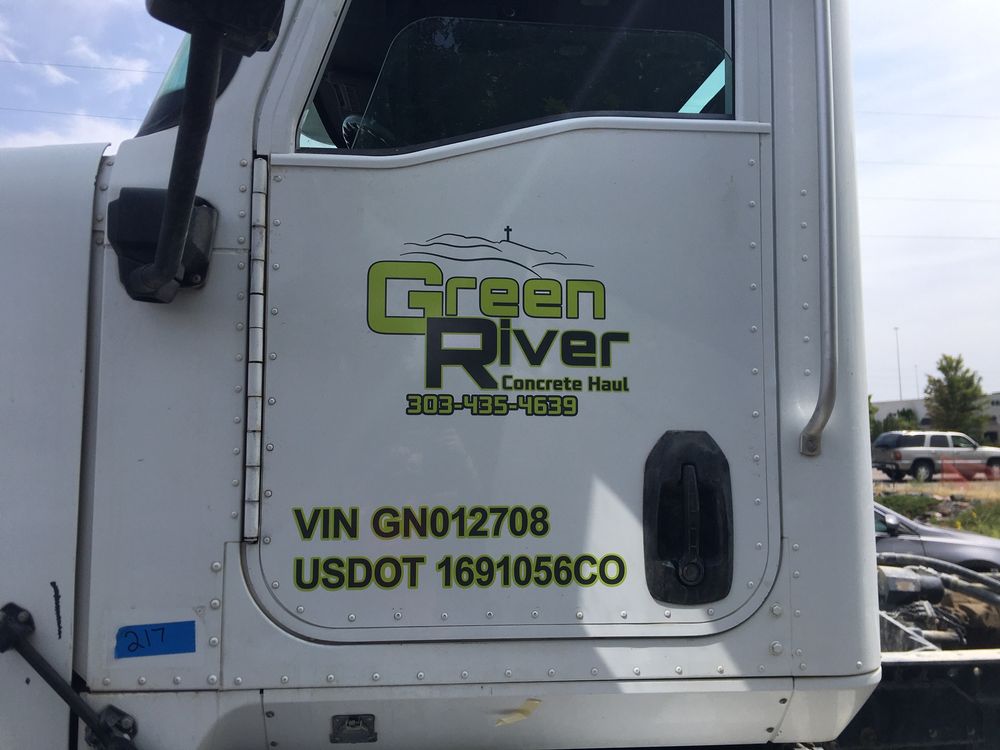 Green
River
Concrete Haul
303-435-4639
VIN GN012708
USDOT 1691056CO
217